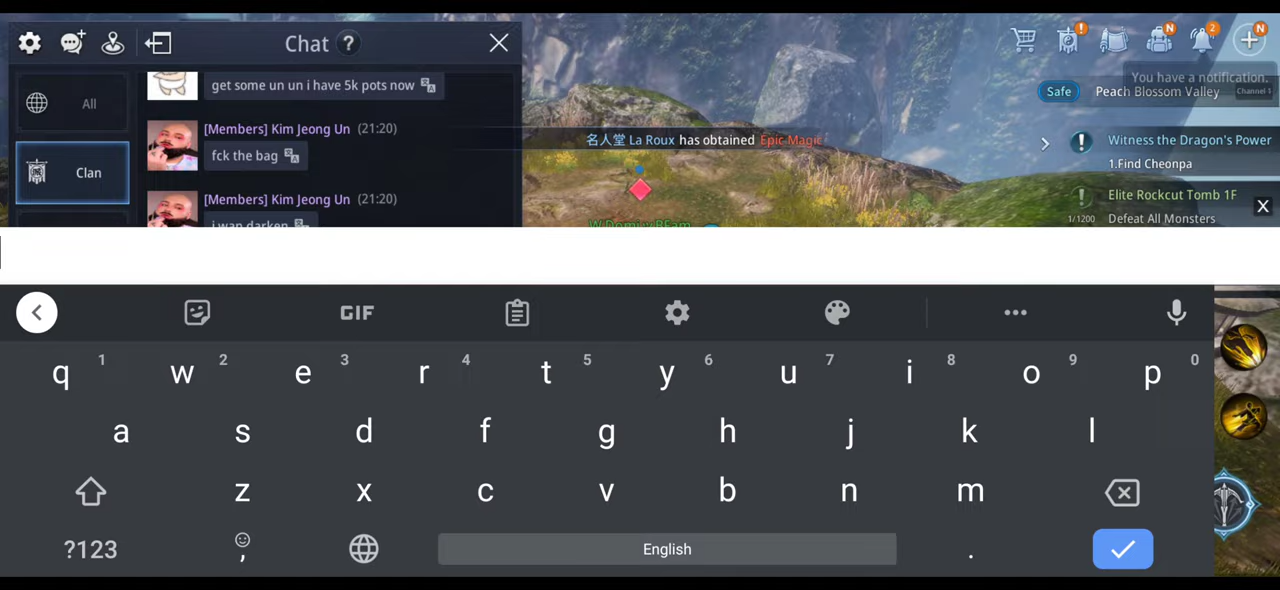 Chat ?
All
Clan
get some un un i have 5k pots now
[Members] Kim Jeong Un (21:20)
fck the bag
[Members] Kim Jeong Un (21:20)
i wan darken
名人堂 La Roux has obtained Epic Magic
N
N
2
N
You have a notification.
Safe Peach Blossom Valley Channel 1
Witness the Dragon's Power
1.Find Cheonpa
Elite Rockcut Tomb 1F X
1/1200 Defeat All Monsters
GIF
q 1 w 2 e 3 r 4 t 5 y 6 u 7 i 8 o 9 p 0
a s d f g h j k l
z x c v b n m
?123 , English .